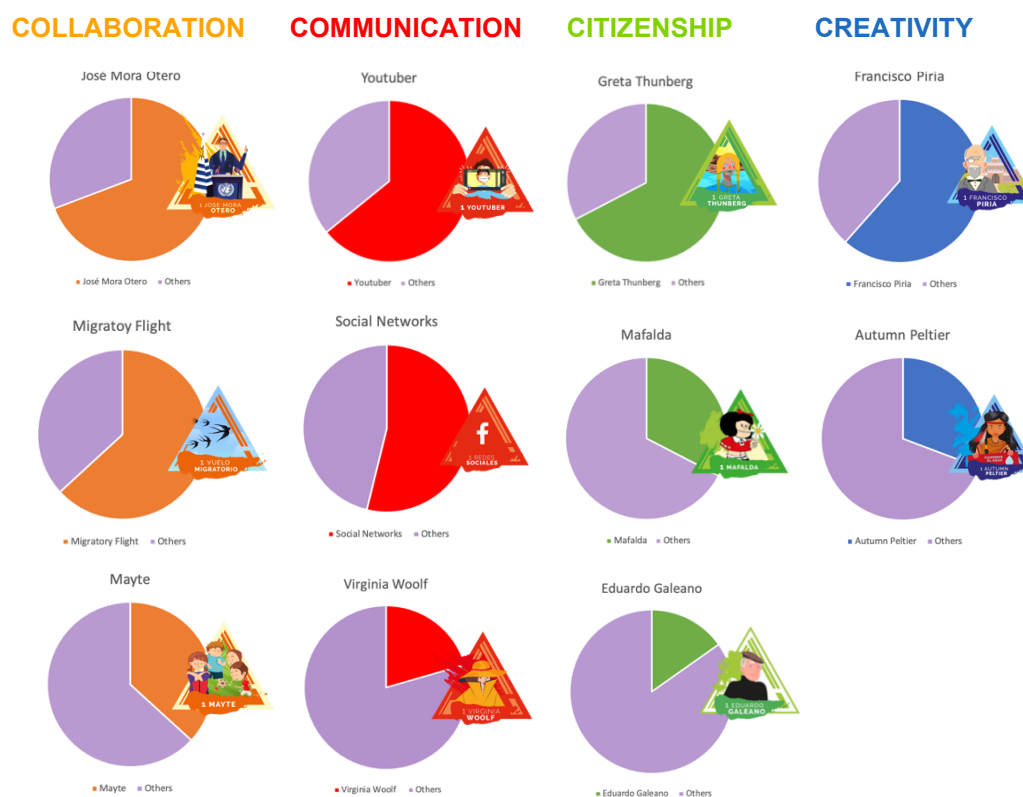 COLLABORATION COMMUNICATION CITIZENSHIP CREATIVITY
José Mora Otero
1 JOSE MORA
OTERO
José Mora Otero Others
Youtuber
1 YOUTUBER
Youtuber Others
Greta Thunberg
1 GRETA
THUNBERG
Greta Thunberg Others
Francisco Piria
1 FRANCISCO
PIRIA
Francisco Piria Others
Migratoy Flight
1 VUELO
MIGRATORIO
Migratory Flight Others
Social Networks
f
1 REDES
SOCIALES
Social Networks Others
Mafalda
1 MAFALDA
Mafalda Others
Autumn Peltier
1 AUTUMN
PELTIER
Autumn Peltier Others
Mayte
1 MAYTE
Mayte Others
Virginia Woolf
1 VIRGINIA
WOOLF
Virginia Woolf Others
Eduardo Galeano
1 EDUARDO
GALEANO
Eduardo Galeano Others